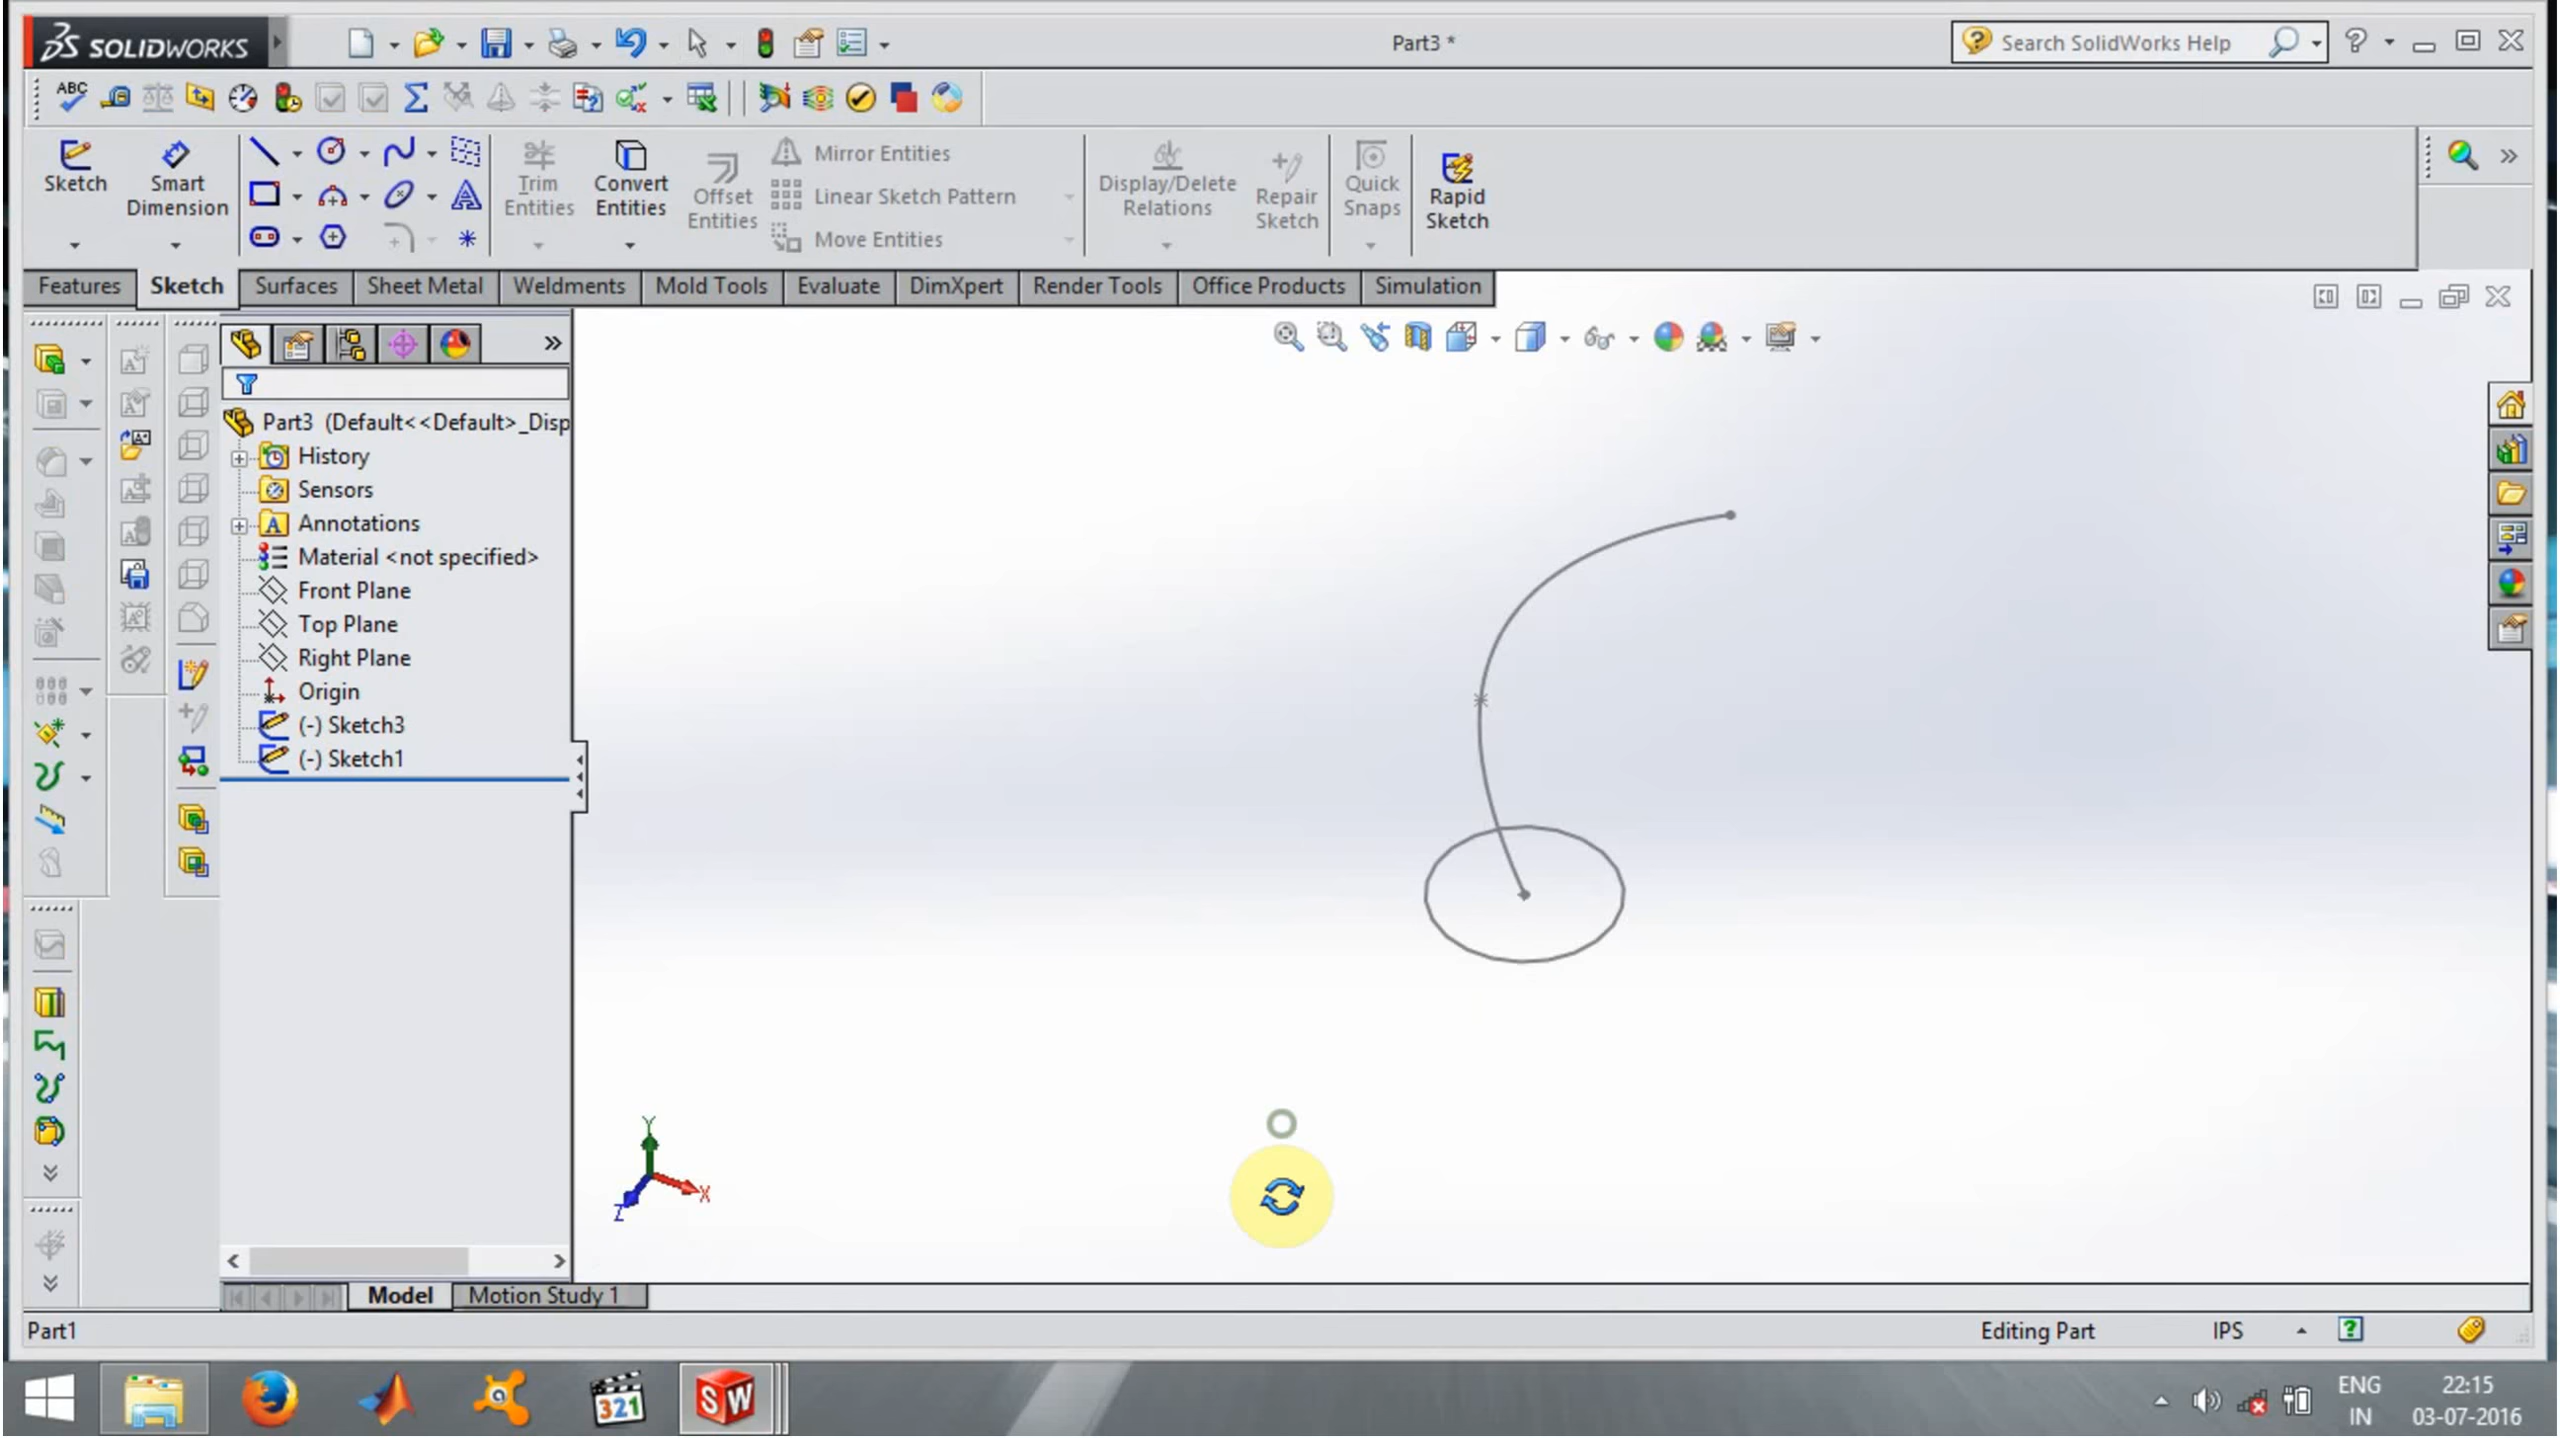 SOLIDWORKS
Part3 *
Search SolidWorks Help
ABC
Sketch
Smart Dimension
Trim Entities
Convert Entities
Offset Entities
Mirror Entities
Linear Sketch Pattern
Move Entities
Display/Delete Relations
Repair Sketch
Quick Snaps
Rapid Sketch
Features Sketch Surfaces Sheet Metal Weldments Mold Tools Evaluate DimXpert Render Tools Office Products Simulation
Part3 (Default<<Default>_Disp
History
Sensors
Annotations
Material <not specified>
Front Plane
Top Plane
Right Plane
Origin
(-) Sketch3
(-) Sketch1
Y
X
Z
Model Motion Study 1
Part1
Editing Part
IPS
321
SW
ENG
IN
22:15
03-07-2016